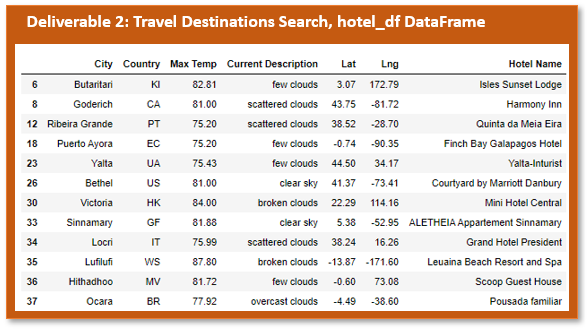 Deliverable 2: Travel Destinations Search, hotel_df DataFrame
City Country Max Temp Current Description Lat Lng Hotel Name
6 Butaritari KI 82.81 few clouds 3.07 172.79 Isles Sunset Lodge
8 Goderich CA 81.00 scattered clouds 43.75 -81.72 Harmony Inn
12 Ribeira Grande PT 75.20 scattered clouds 38.52 -28.70 Quinta da Meia Eira
18 Puerto Ayora EC 75.20 few clouds -0.74 -90.35 Finch Bay Galapagos Hotel
23 Yalta UA 75.43 few clouds 44.50 34.17 Yalta-Inturist
26 Bethel US 81.00 clear sky 41.37 -73.41 Courtyard by Marriott Danbury
30 Victoria HK 84.00 broken clouds 22.29 114.16 Mini Hotel Central
33 Sinnamary GF 81.88 clear sky 5.38 -52.95 ALETHEIA Appartement Sinnamary
34 Locri IT 75.99 scattered clouds 38.24 16.26 Grand Hotel President
35 Lufilufi WS 87.80 broken clouds -13.87 -171.60 Leuaina Beach Resort and Spa
36 Hithadhoo MV 81.72 few clouds -0.60 73.08 Scoop Guest House
37 Ocara BR 77.92 overcast clouds -4.49 -38.60 Pousada familiar